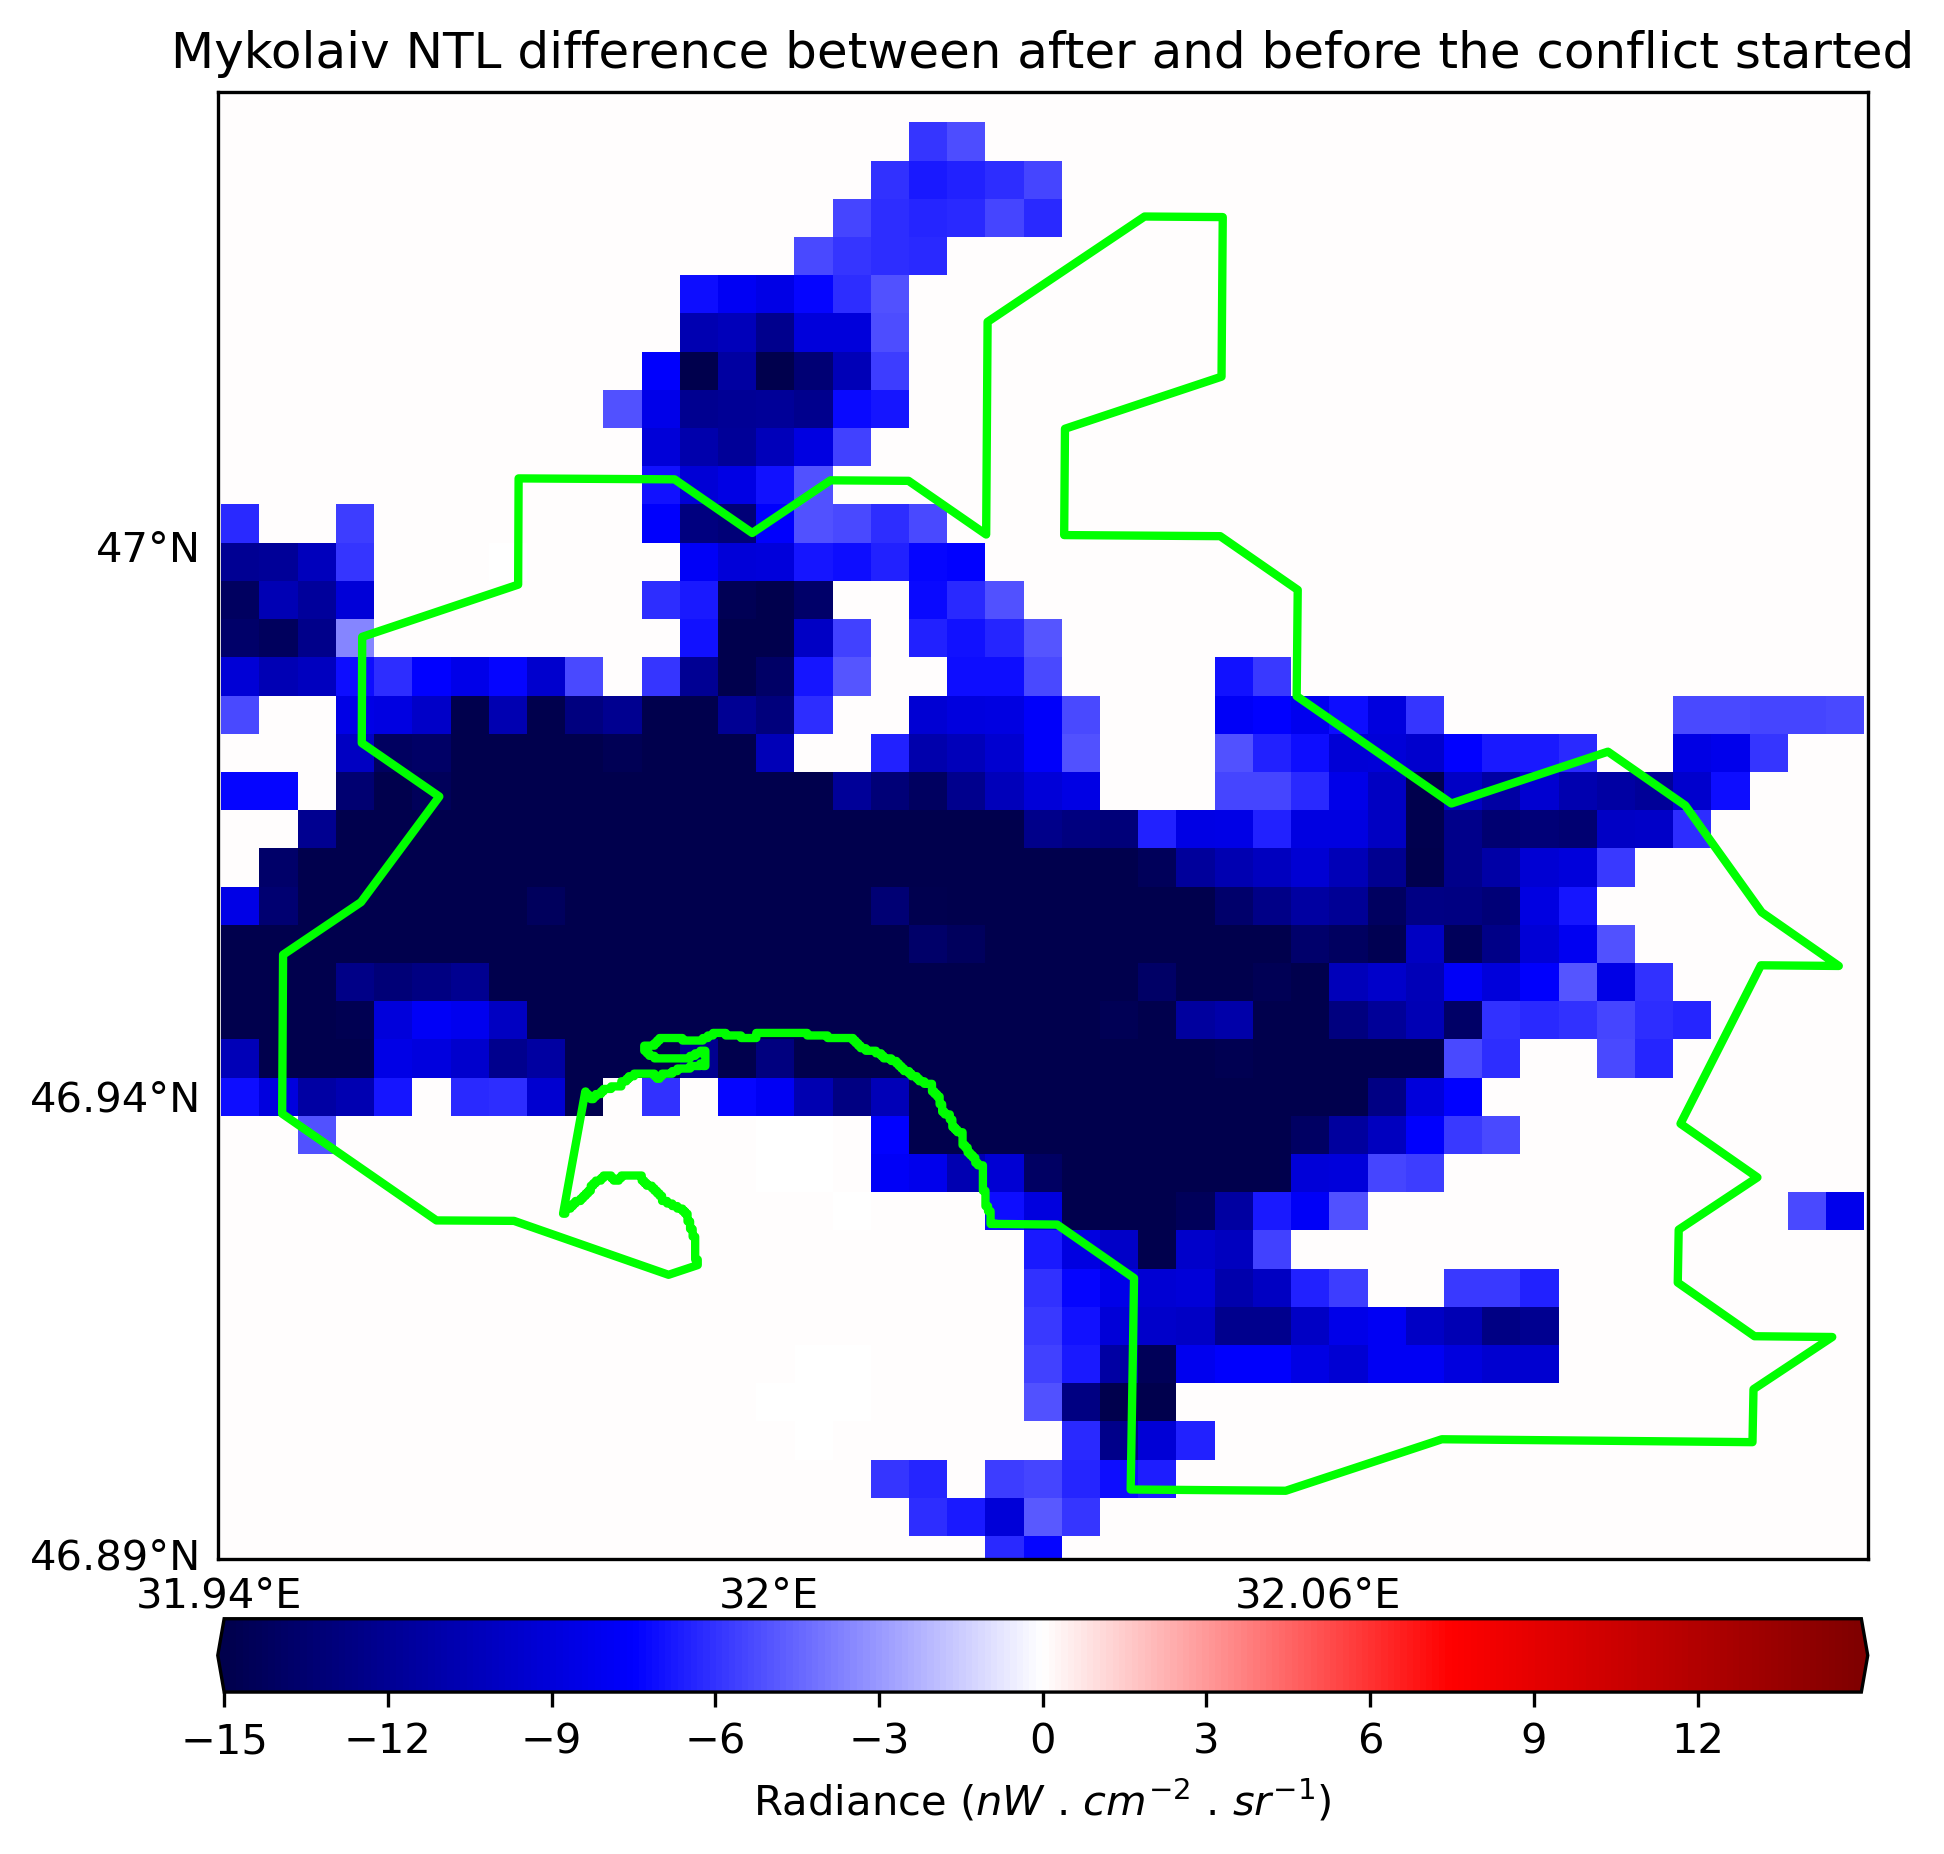 Mykolaiv NTL difference between after and before the conflict started
47°N
46.94°N
46.89°N
31.94°E 32°E 32.06°E
−15 −12 −9 −6 −3 0 3 6 9 12
Radiance (nW . cm⁻² . sr⁻¹)